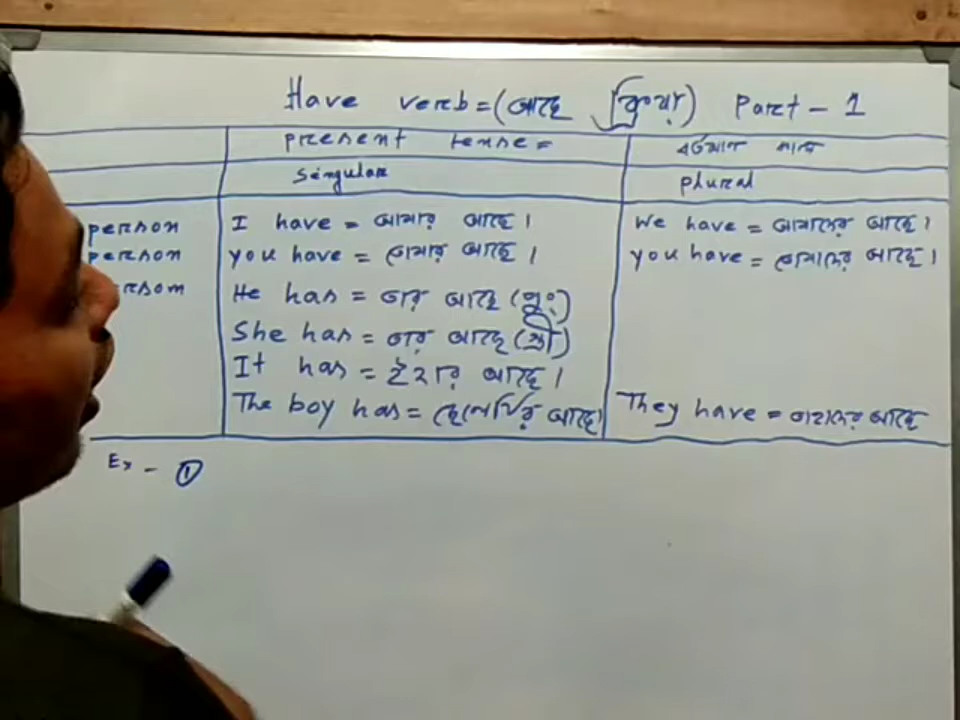 Have verb = (আছে ক্রিয়ার) Part - 1
present tense = বর্তমান কাল
singular plural
person I have = আমার আছে। We have = আমাদের আছে।
person you have = তোমার আছে। you have = তোমাদের আছে।
person He has = তার আছে (পুং)
She has = তার আছে (স্ত্রী)
It has = ইহার আছে।
The boy has = ছেলেটির আছে। They have = তাহাদের আছে
Ex - ①